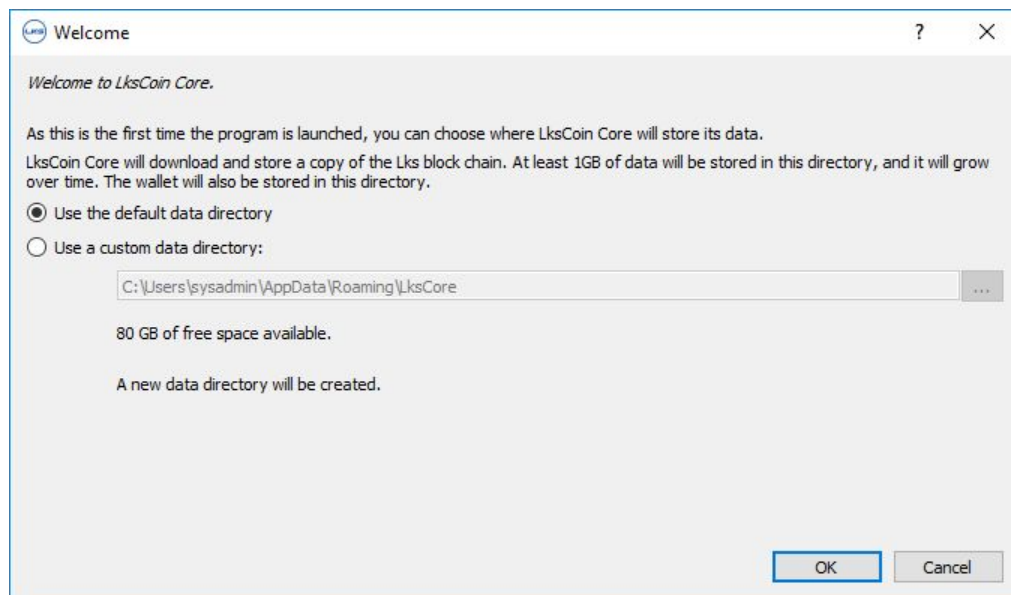 LKS Welcome ?
Welcome to LksCoin Core.
As this is the first time the program is launched, you can choose where LksCoin Core will store its data.
LksCoin Core will download and store a copy of the Lks block chain. At least 1GB of data will be stored in this directory, and it will grow
over time. The wallet will also be stored in this directory.
Use the default data directory
Use a custom data directory:
C:\Users\sysadmin\AppData\Roaming\LksCore ...
80 GB of free space available.
A new data directory will be created.
OK Cancel